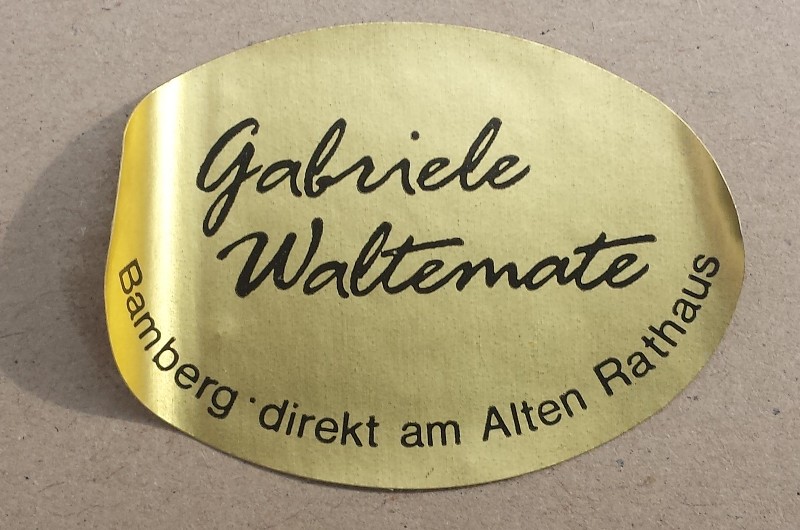 Gabriele
Waltemate
Bamberg · direkt am Alten Rathaus